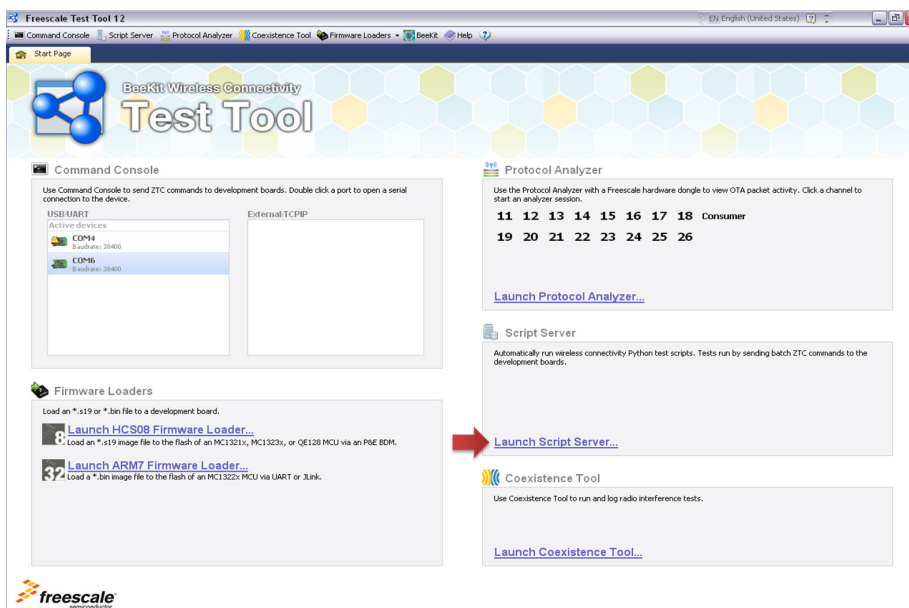 Freescale Test Tool 12
EN English (United States)
Command Console Script Server Protocol Analyzer Coexistence Tool Firmware Loaders BeeKit Help
Start Page
BeeKit Wireless Connectivity
Test Tool
Command Console
Use Command Console to send ZTC commands to development boards. Double click a port to open a serial
connection to the device.
USB/UART
External/TCPIP
Active devices
COM4
Baudrate: 38400
COM6
Baudrate: 38400
Firmware Loaders
Load an *.s19 or *.bin file to a development board.
8
Launch HCS08 Firmware Loader...
Load an *.s19 image file to the flash of an MC1321x, MC1323x, or QE128 MCU via an P&E BDM.
32
Launch ARM7 Firmware Loader...
Load a *.bin image file to the flash of an MC1322x MCU via UART or JLink.
Protocol Analyzer
Use the Protocol Analyzer with a Freescale hardware dongle to view OTA packet activity. Click a channel to
start an analyzer session.
11 12 13 14 15 16 17 18 Consumer
19 20 21 22 23 24 25 26
Launch Protocol Analyzer...
Script Server
Automatically run wireless connectivity Python test scripts. Tests run by sending batch ZTC commands to the
development boards.
Launch Script Server...
Coexistence Tool
Use Coexistence Tool to run and log radio interference tests.
Launch Coexistence Tool...
freescale
semiconductor